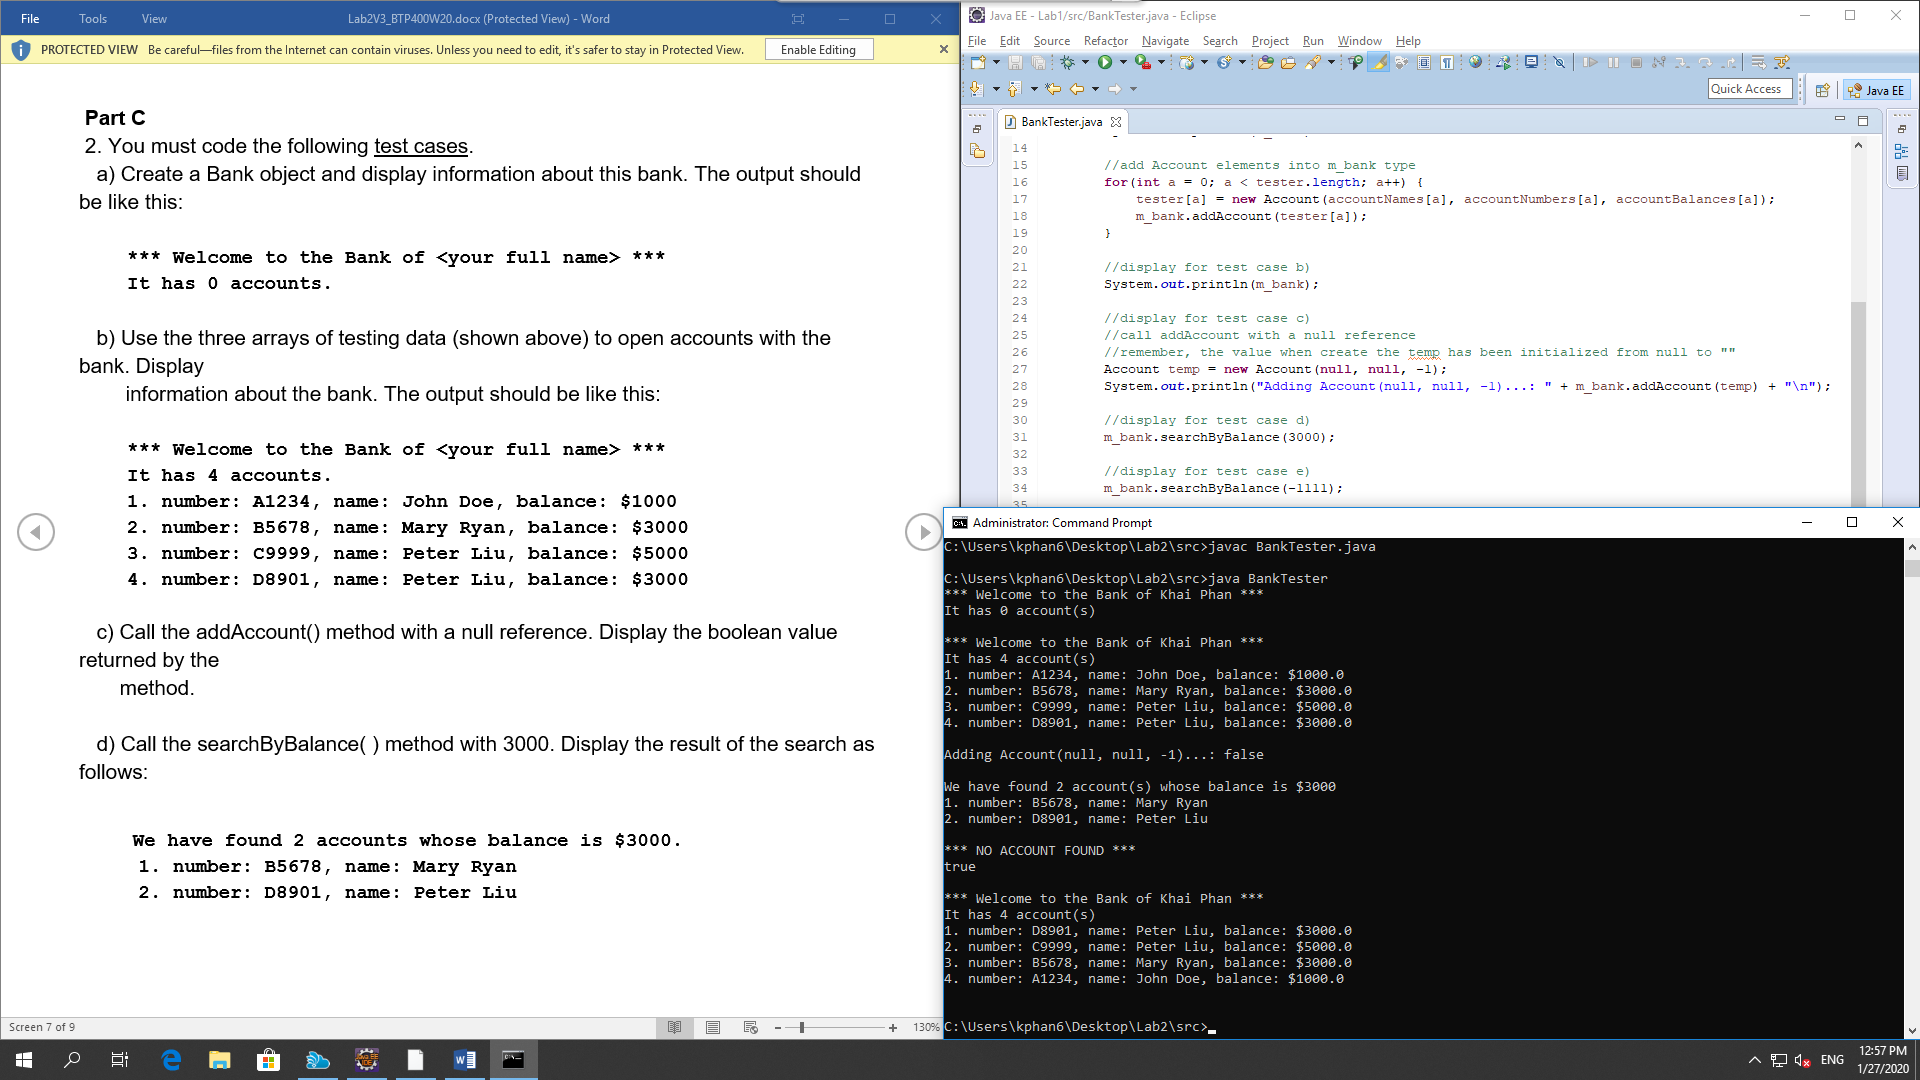 File Tools View Lab2V3_BTP400W20.docx (Protected View) - Word
PROTECTED VIEW Be careful—files from the Internet can contain viruses. Unless you need to edit, it's safer to stay in Protected View. Enable Editing
Part C
2. You must code the following test cases.
a) Create a Bank object and display information about this bank. The output should
be like this:
*** Welcome to the Bank of <your full name> ***
It has 0 accounts.
b) Use the three arrays of testing data (shown above) to open accounts with the
bank. Display
information about the bank. The output should be like this:
*** Welcome to the Bank of <your full name> ***
It has 4 accounts.
1. number: A1234, name: John Doe, balance: $1000
2. number: B5678, name: Mary Ryan, balance: $3000
3. number: C9999, name: Peter Liu, balance: $5000
4. number: D8901, name: Peter Liu, balance: $3000
c) Call the addAccount() method with a null reference. Display the boolean value
returned by the
method.
d) Call the searchByBalance( ) method with 3000. Display the result of the search as
follows:
We have found 2 accounts whose balance is $3000.
1. number: B5678, name: Mary Ryan
2. number: D8901, name: Peter Liu
Screen 7 of 9
130%
Java EE - Lab1/src/BankTester.java - Eclipse
File Edit Source Refactor Navigate Search Project Run Window Help
Quick Access Java EE
BankTester.java
14
15 //add Account elements into m_bank type
16 for(int a = 0; a < tester.length; a++) {
17 tester[a] = new Account(accountNames[a], accountNumbers[a], accountBalances[a]);
18 m_bank.addAccount(tester[a]);
19 }
20
21 //display for test case b)
22 System.out.println(m_bank);
23
24 //display for test case c)
25 //call addAccount with a null reference
26 //remember, the value when create the temp has been initialized from null to ""
27 Account temp = new Account(null, null, -1);
28 System.out.println("Adding Account(null, null, -1)...: " + m_bank.addAccount(temp) + "\n");
29
30 //display for test case d)
31 m_bank.searchByBalance(3000);
32
33 //display for test case e)
34 m_bank.searchByBalance(-1111);
35
Administrator: Command Prompt
C:\Users\kphan6\Desktop\Lab2\src>javac BankTester.java
C:\Users\kphan6\Desktop\Lab2\src>java BankTester
*** Welcome to the Bank of Khai Phan ***
It has 0 account(s)
*** Welcome to the Bank of Khai Phan ***
It has 4 account(s)
1. number: A1234, name: John Doe, balance: $1000.0
2. number: B5678, name: Mary Ryan, balance: $3000.0
3. number: C9999, name: Peter Liu, balance: $5000.0
4. number: D8901, name: Peter Liu, balance: $3000.0
Adding Account(null, null, -1)...: false
We have found 2 account(s) whose balance is $3000
1. number: B5678, name: Mary Ryan
2. number: D8901, name: Peter Liu
*** NO ACCOUNT FOUND ***
true
*** Welcome to the Bank of Khai Phan ***
It has 4 account(s)
1. number: D8901, name: Peter Liu, balance: $3000.0
2. number: C9999, name: Peter Liu, balance: $5000.0
3. number: B5678, name: Mary Ryan, balance: $3000.0
4. number: A1234, name: John Doe, balance: $1000.0
C:\Users\kphan6\Desktop\Lab2\src>
ENG
12:57 PM
1/27/2020